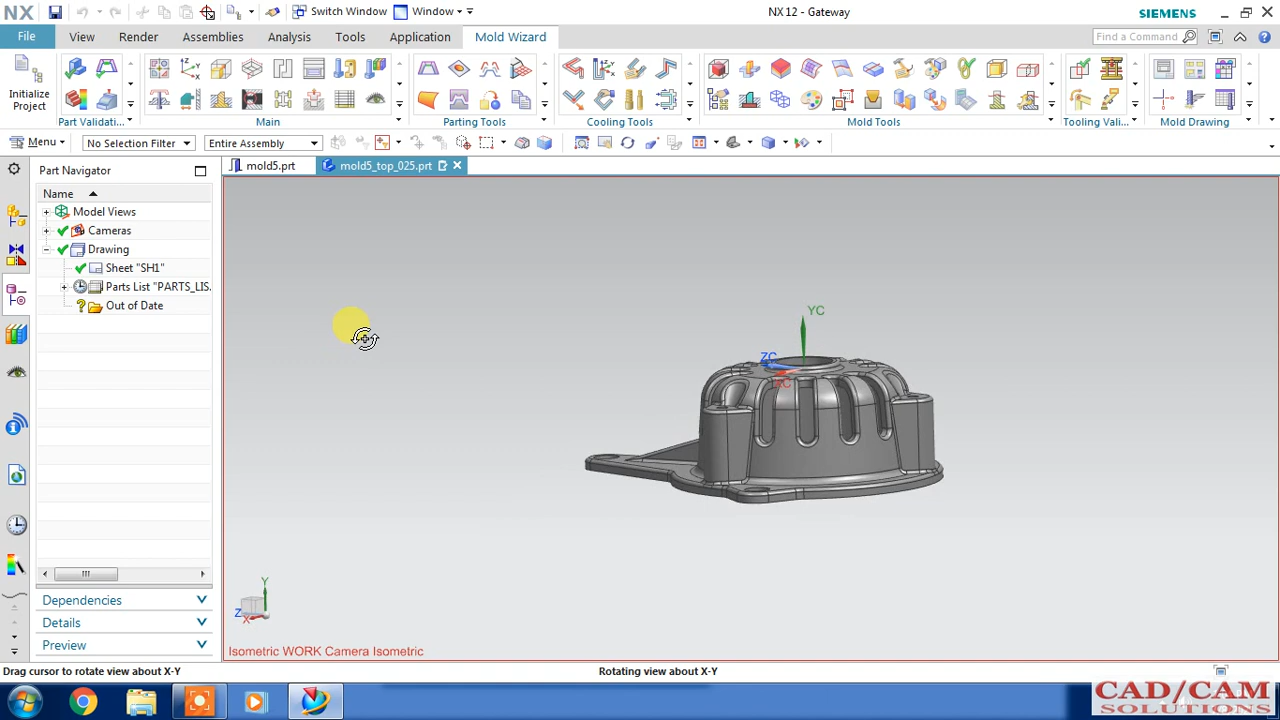 NX
Switch Window
Window
NX 12 - Gateway
SIEMENS
File
View
Render
Assemblies
Analysis
Tools
Application
Mold Wizard
Find a Command
Initialize
Project
Part Validati...
Main
Parting Tools
Cooling Tools
Mold Tools
Tooling Vali...
Mold Drawing
Menu
No Selection Filter
Entire Assembly
Part Navigator
mold5.prt
mold5_top_025.prt
Name
Model Views
Cameras
Drawing
Sheet "SH1"
Parts List "PARTS_LIS.
Out of Date
YC
ZC
XC
Y
Z
X
Dependencies
Details
Preview
Isometric WORK Camera Isometric
Drag cursor to rotate view about X-Y
Rotating view about X-Y
CAD/CAM
SOLUTIONS